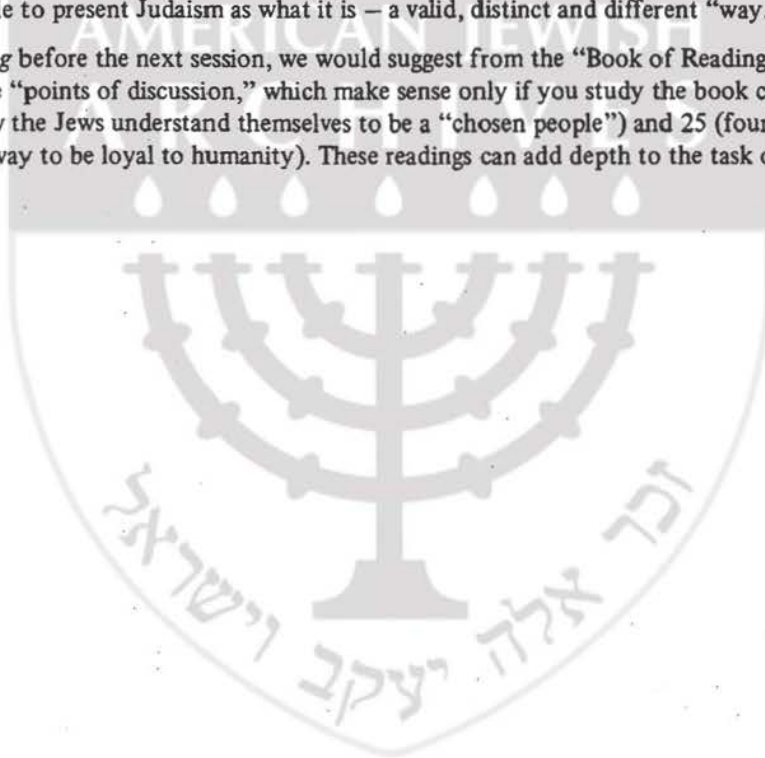 le to present Judaism as what it is – a valid, distinct and different “way
AMERICAN JEWISH
g before the next session, we would suggest from the “Book of Reading
“points of discussion,” which make sense only if you study the book
ARCHIVES
the Jews understand themselves to be a “chosen people”) and 25 (four
way to be loyal to humanity). These readings can add depth to the task
זכר אלה יעקב וישראל